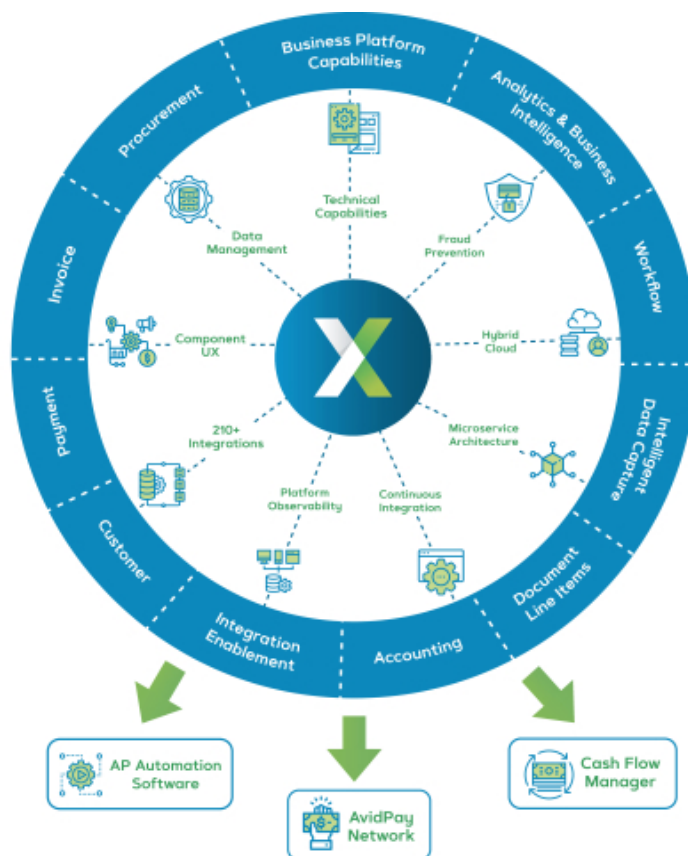 Business Platform
Capabilities
Analytics & Business
Intelligence
Workflow
Intelligent
Data Capture
Document
Line Items
Accounting
Integration
Enablement
Customer
Payment
Invoice
Procurement
Technical
Capabilities
Fraud
Prevention
Hybrid
Cloud
Microservice
Architecture
Continuous
Integration
Platform
Observability
210+
Integrations
Component
UX
Data
Management
AP Automation
Software
AvidPay
Network
Cash Flow
Manager